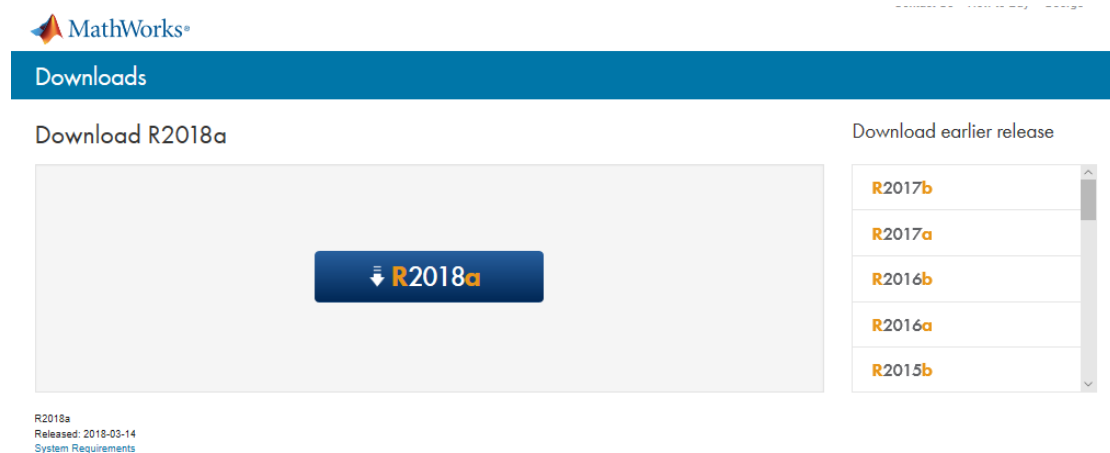 MathWorks®
Downloads
Download R2018a
R2018a
Download earlier release
R2017b
R2017a
R2016b
R2016a
R2015b
R2018a
Released: 2018-03-14
System Requirements